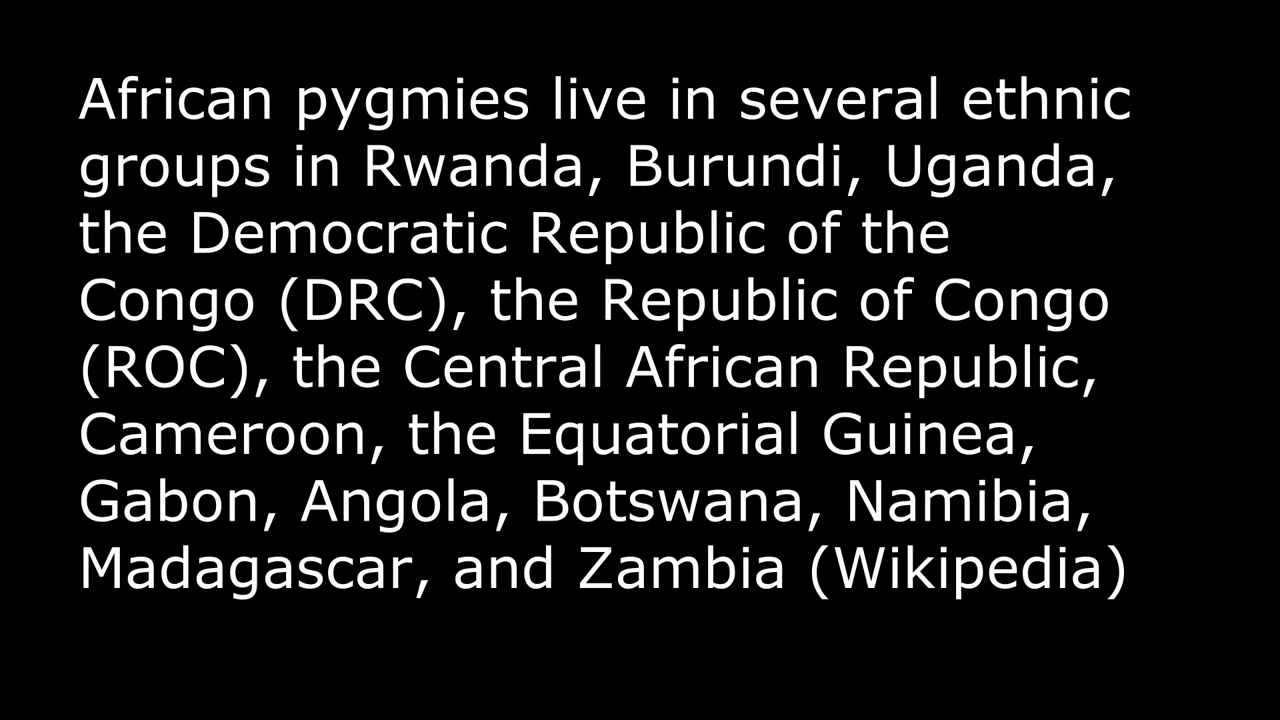 African pygmies live in several ethnic
groups in Rwanda, Burundi, Uganda,
the Democratic Republic of the
Congo (DRC), the Republic of Congo
(ROC), the Central African Republic,
Cameroon, the Equatorial Guinea,
Gabon, Angola, Botswana, Namibia,
Madagascar, and Zambia (Wikipedia)